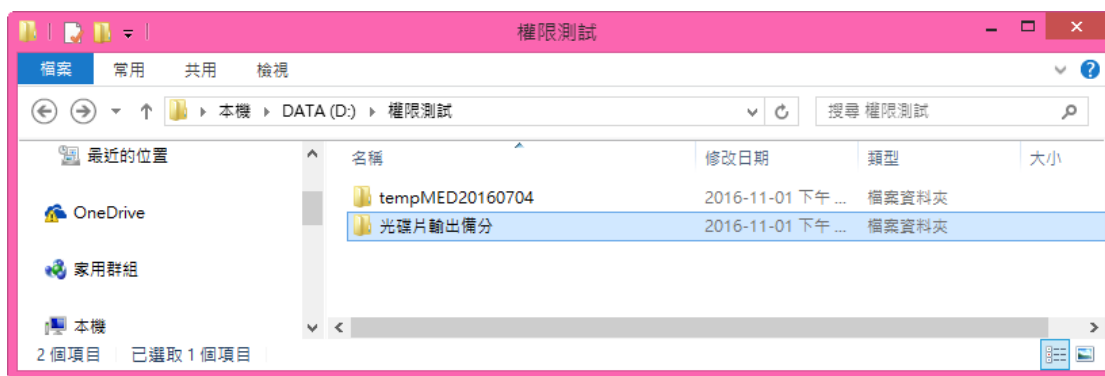 權限測試
檔案 常用 共用 檢視
本機 DATA (D:) 權限測試 搜尋 權限測試
最近的位置
名稱 修改日期 類型 大小
tempMED20160704 2016-11-01 下午 ... 檔案資料夾
OneDrive
光碟片輸出備分 2016-11-01 下午 ... 檔案資料夾
家用群組
本機
2 個項目 已選取 1 個項目